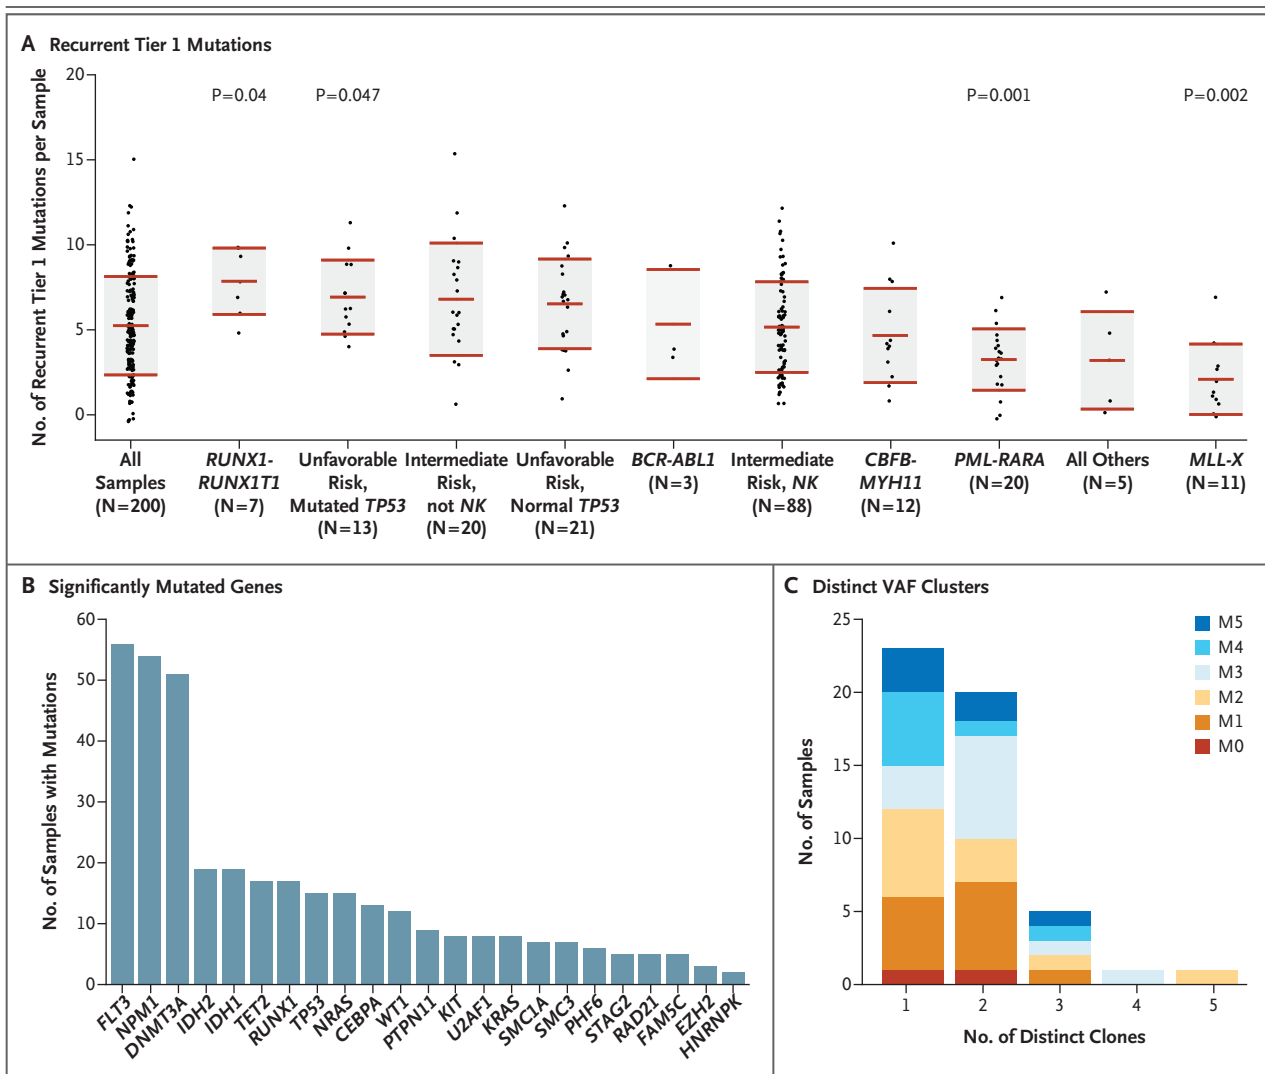 A Recurrent Tier 1 Mutations
No. of Recurrent Tier 1 Mutations per Sample
20
15
10
5
0
P=0.04
P=0.047
P=0.001
P=0.002
All
Samples
(N=200)
RUNX1-
RUNX1T1
(N=7)
Unfavorable
Risk,
Mutated TP53
(N=13)
Intermediate
Risk,
not NK
(N=20)
Unfavorable
Risk,
Normal TP53
(N=21)
BCR-ABL1
(N=3)
Intermediate
Risk, NK
(N=88)
CBFB-
MYH11
(N=12)
PML-RARA
(N=20)
All Others
(N=5)
MLL-X
(N=11)
B Significantly Mutated Genes
No. of Samples with Mutations
60
50
40
30
20
10
0
FLT3
NPM1
DNMT3A
IDH2
IDH1
TET2
RUNX1
TP53
NRAS
CEBPA
WT1
PTPN11
KIT
U2AF1
KRAS
SMC1A
SMC3
PHF6
STAG2
RAD21
FAM5C
EZH2
HNRNPK
C Distinct VAF Clusters
No. of Samples
25
20
15
10
5
0
M5
M4
M3
M2
M1
M0
1
2
3
4
5
No. of Distinct Clones